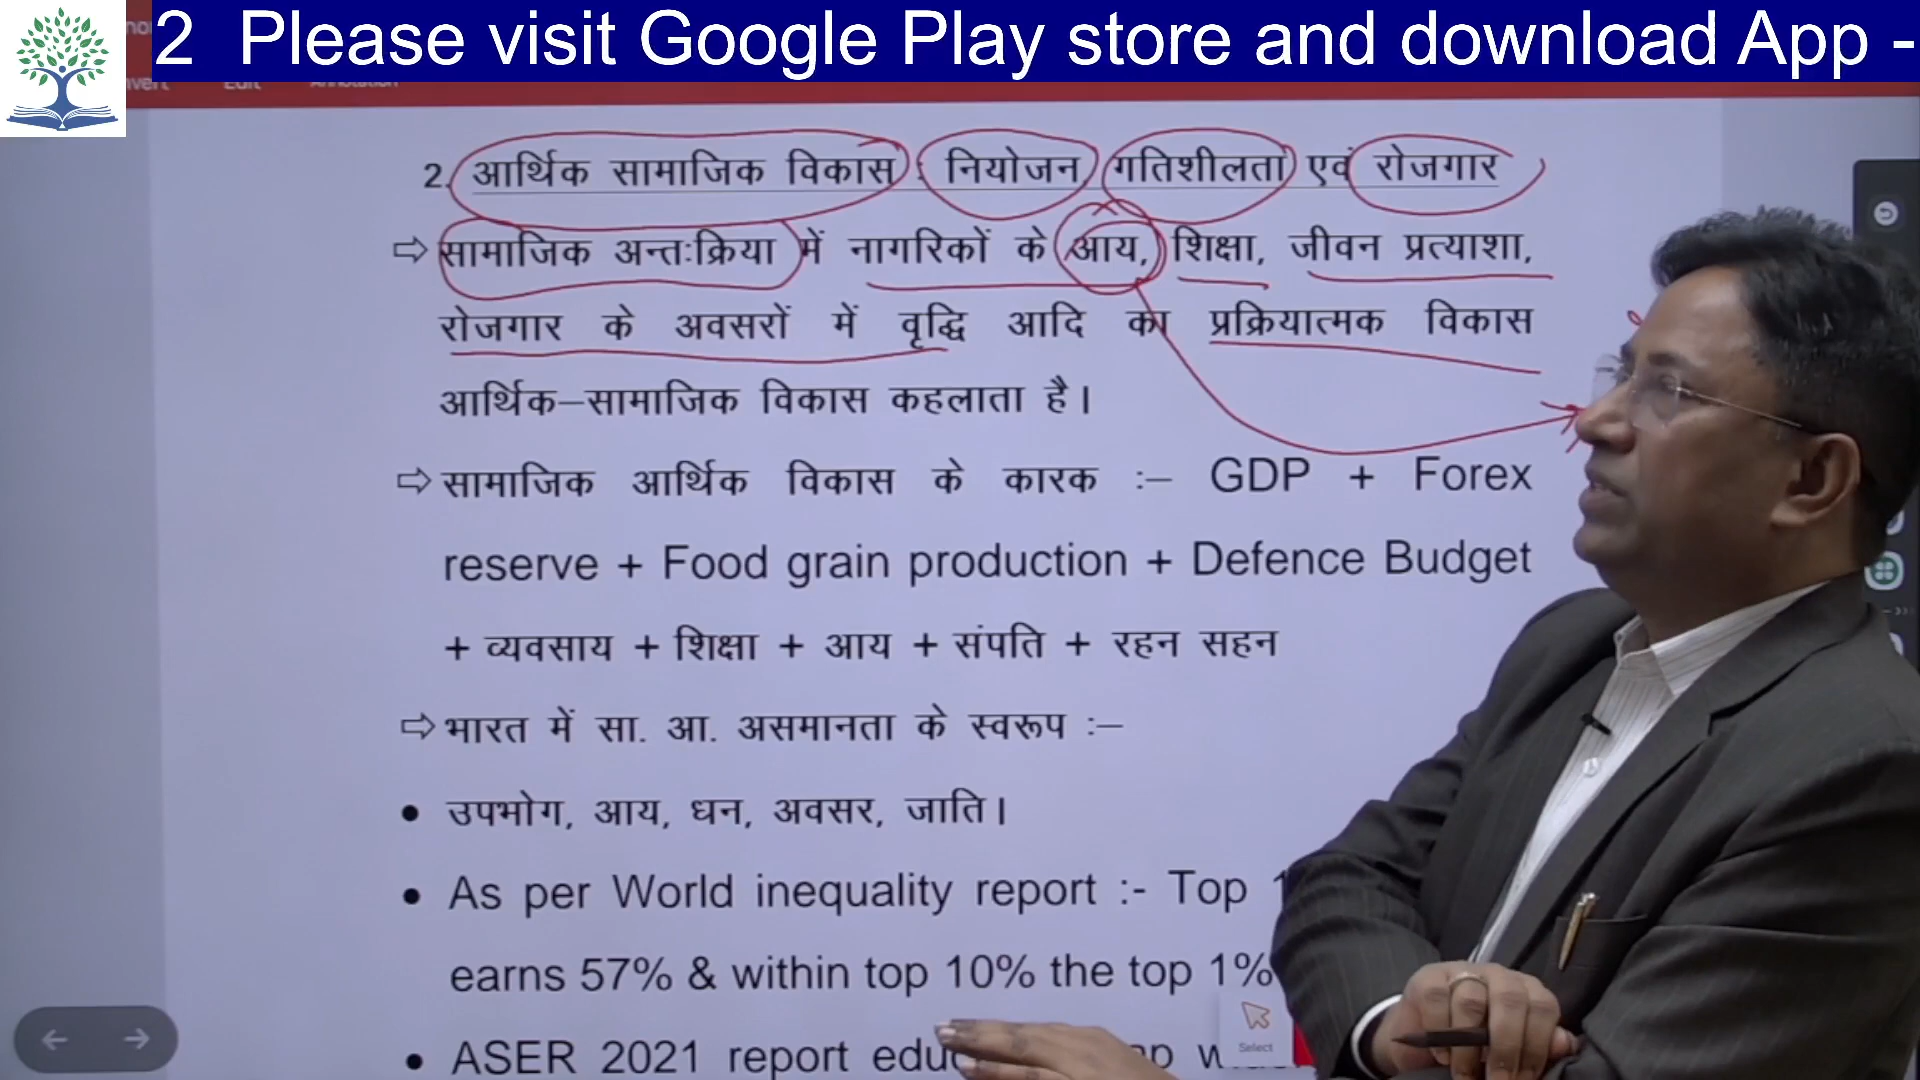 2 Please visit Google Play store and download App -
Edit Annotation
2. आर्थिक सामाजिक विकास : नियोजन गतिशीलता एवं रोजगार
⇨ सामाजिक अन्तःक्रिया में नागरिकों के आय, शिक्षा, जीवन प्रत्याशा,
रोजगार के अवसरों में वृद्धि आदि का प्रक्रियात्मक विकास
आर्थिक–सामाजिक विकास कहलाता है।
⇨ सामाजिक आर्थिक विकास के कारक :– GDP + Forex
reserve + Food grain production + Defence Budget
+ व्यवसाय + शिक्षा + आय + संपति + रहन सहन
⇨ भारत में सा. आ. असमानता के स्वरूप :–
• उपभोग, आय, धन, अवसर, जाति।
• As per World inequality report :- Top
earns 57% & within top 10% the top 1%
Select
• ASER 2021 report